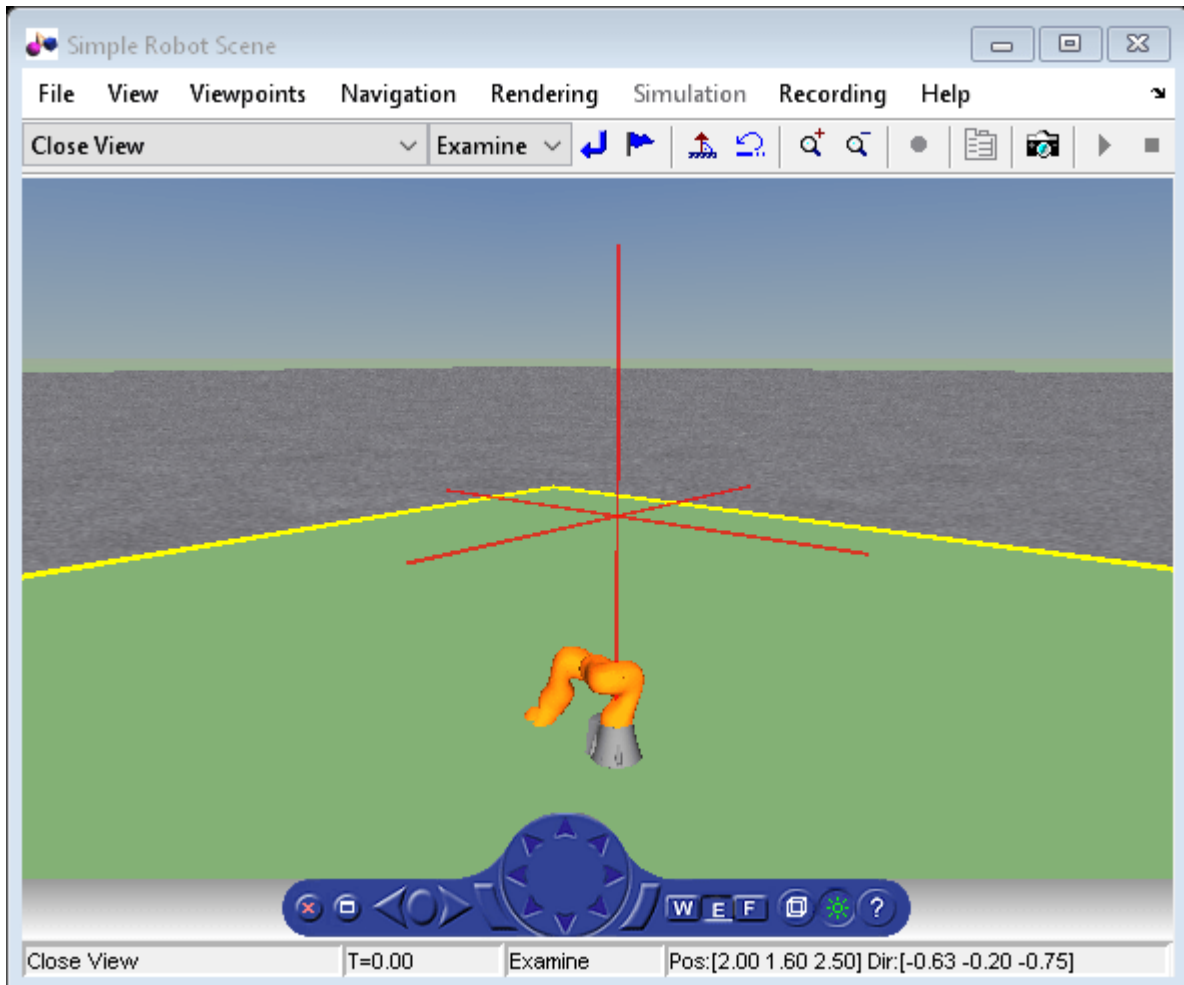 Simple Robot Scene
File View Viewpoints Navigation Rendering Simulation Recording Help
Close View Examine
W E F ?
Close View T=0.00 Examine Pos:[2.00 1.60 2.50] Dir:[-0.63 -0.20 -0.75]